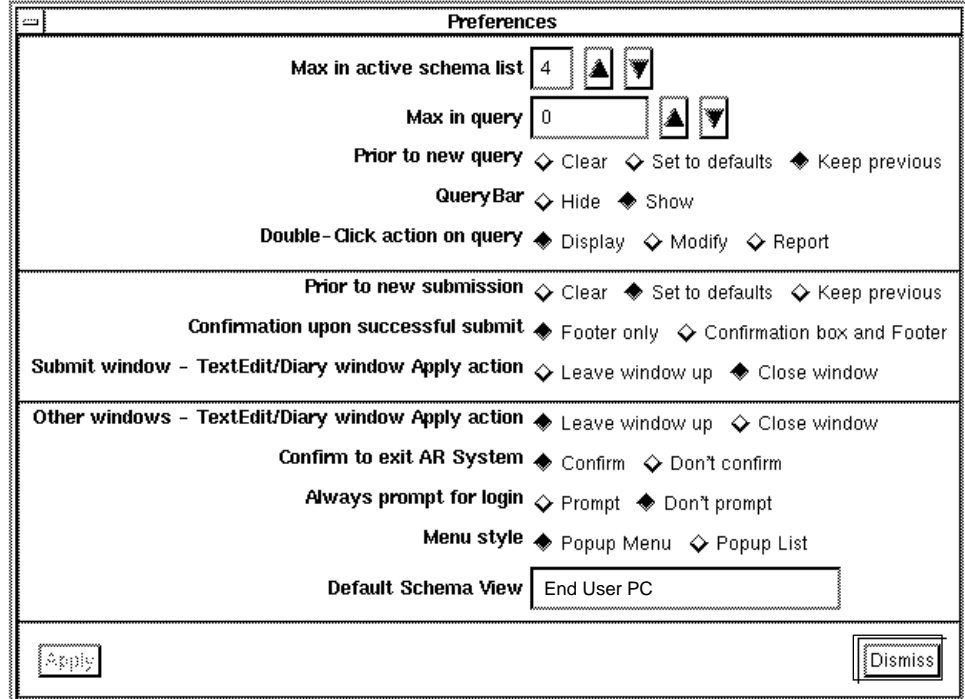 Preferences
Max in active schema list 4
Max in query 0
Prior to new query Clear Set to defaults Keep previous
QueryBar Hide Show
Double-Click action on query Display Modify Report
Prior to new submission Clear Set to defaults Keep previous
Confirmation upon successful submit Footer only Confirmation box and Footer
Submit window - TextEdit/Diary window Apply action Leave window up Close window
Other windows - TextEdit/Diary window Apply action Leave window up Close window
Confirm to exit AR System Confirm Don't confirm
Always prompt for login Prompt Don't prompt
Menu style Popup Menu Popup List
Default Schema View End User PC
Apply Dismiss